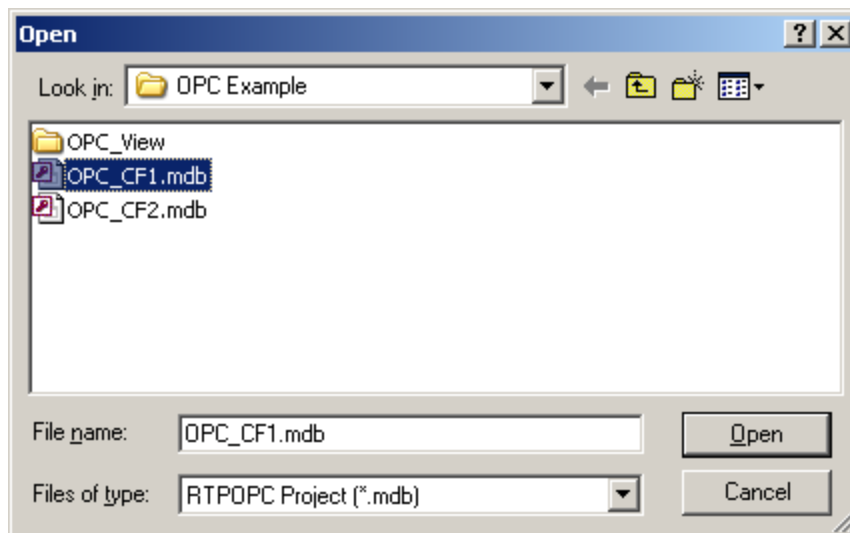 Open
Look in: OPC Example
OPC_View
OPC_CF1.mdb
OPC_CF2.mdb
File name: OPC_CF1.mdb Open
Files of type: RTPOPC Project (*.mdb) Cancel